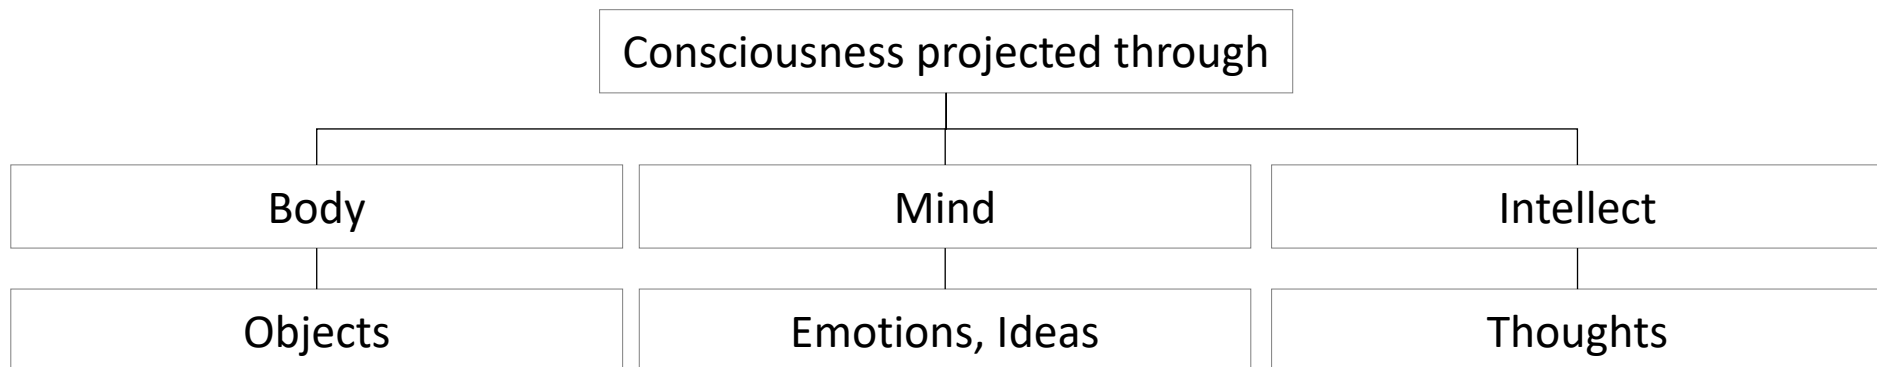 Consciousness projected through
Body
Mind
Intellect
Objects
Emotions, Ideas
Thoughts